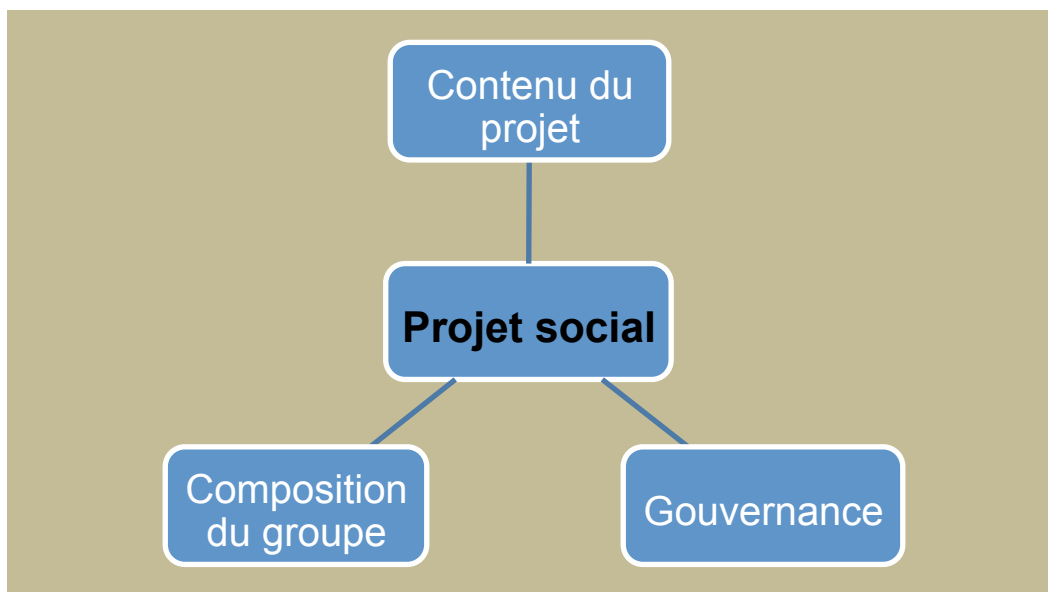 Contenu du
projet
Projet social
Composition
du groupe
Gouvernance